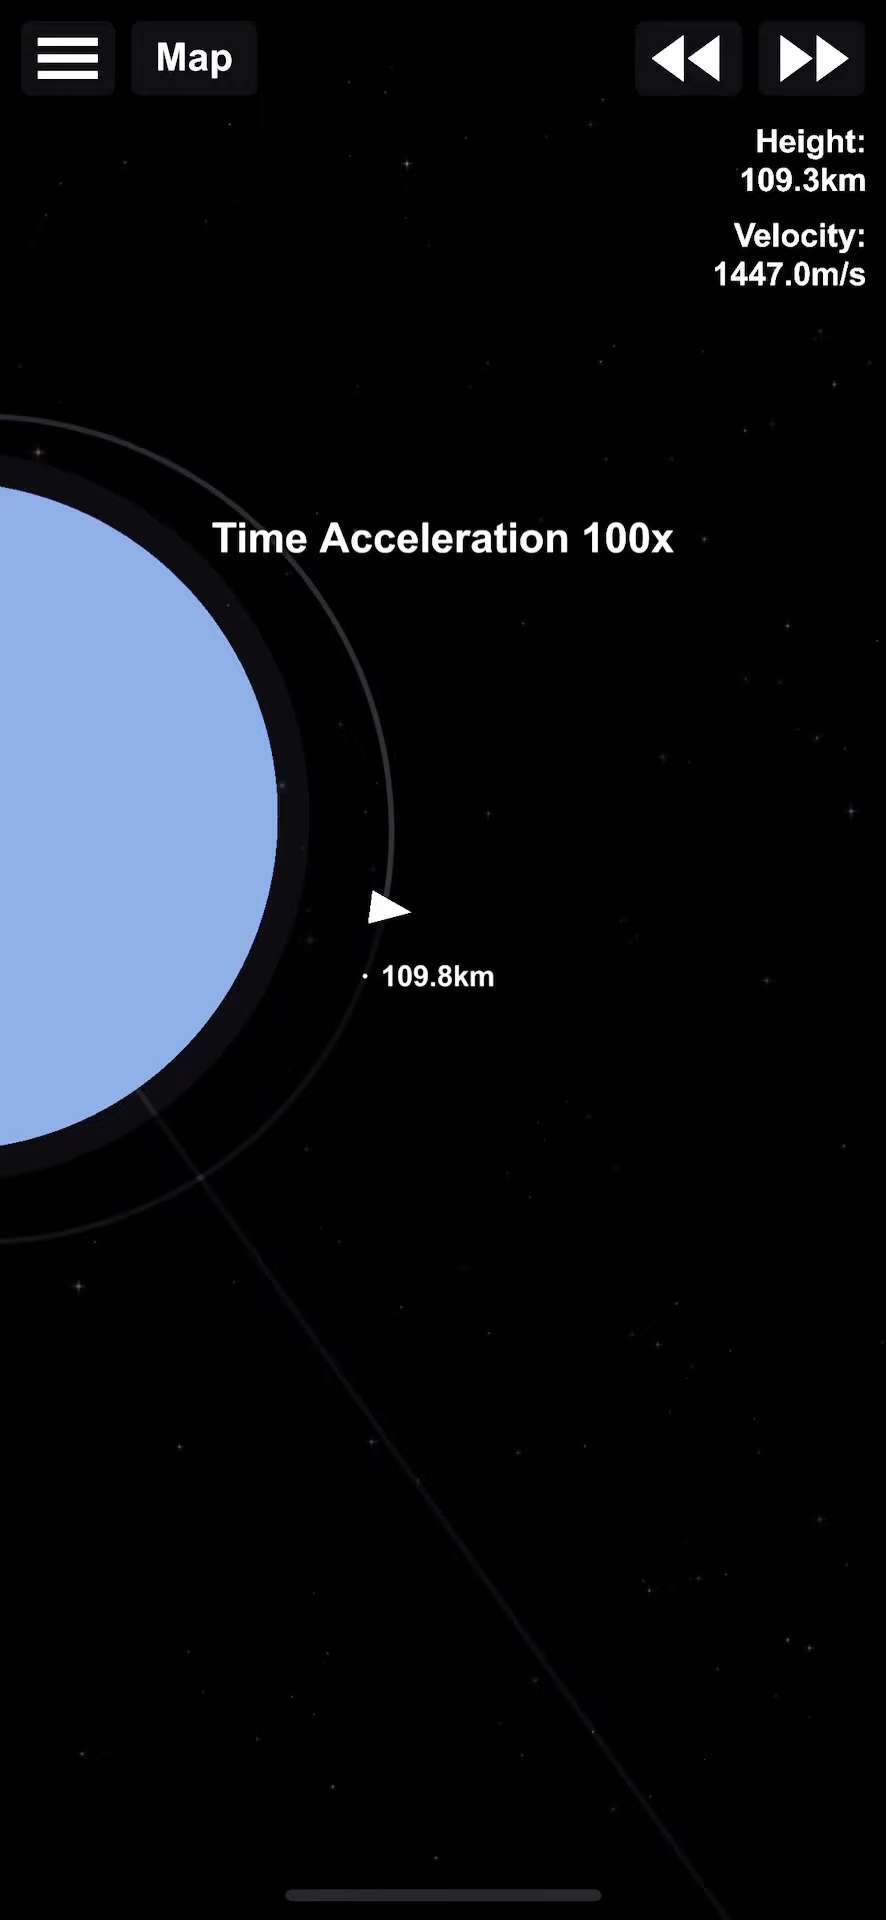 Map
Height:
109.3km
Velocity:
1447.0m/s
Time Acceleration 100x
109.8km